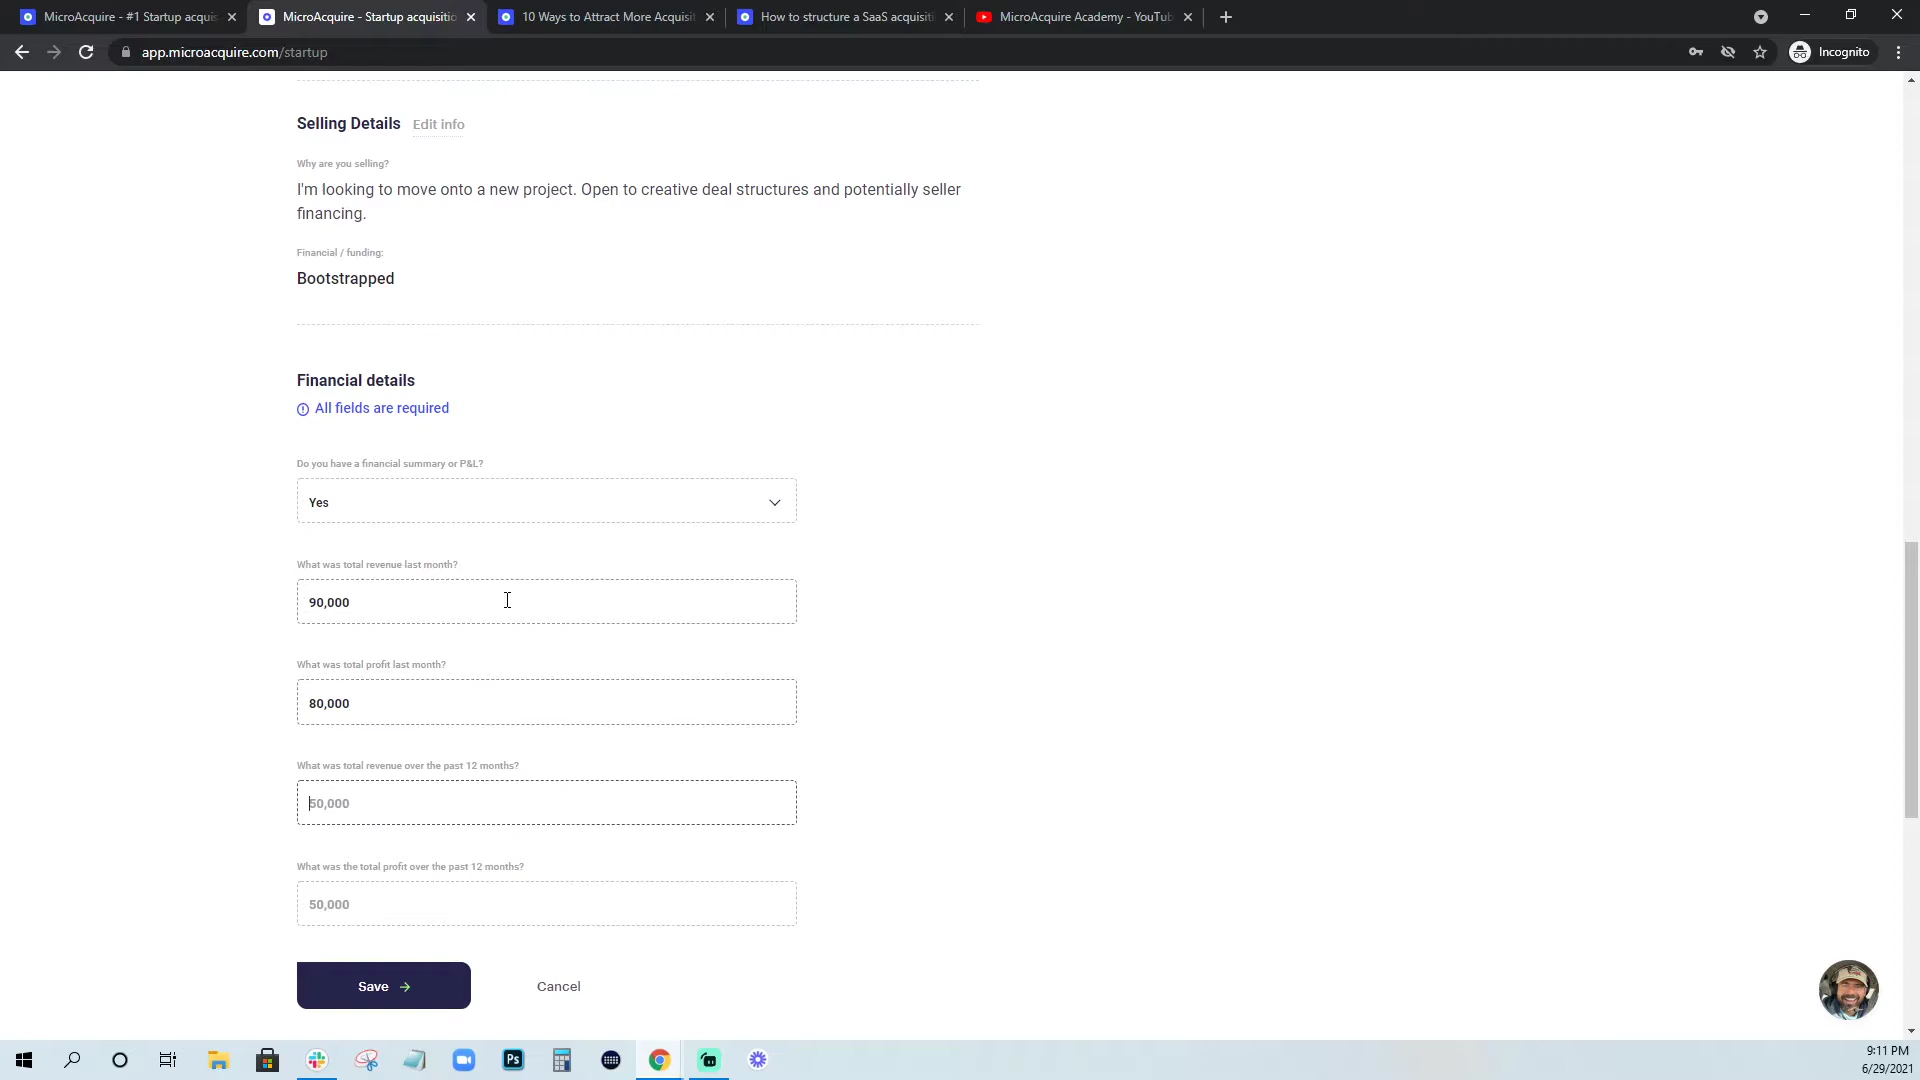 MicroAcquire - #1 Startup acquis
MicroAcquire - Startup acquisitio
10 Ways to Attract More Acquisit
How to structure a SaaS acquisiti
MicroAcquire Academy - YouTub
app.microacquire.com/startup
Incognito
Selling Details
Edit info
Why are you selling?
I'm looking to move onto a new project. Open to creative deal structures and potentially seller
financing.
Financial / funding:
Bootstrapped
Financial details
All fields are required
Do you have a financial summary or P&L?
Yes
What was total revenue last month?
90,000
What was total profit last month?
80,000
What was total revenue over the past 12 months?
50,000
What was the total profit over the past 12 months?
50,000
Save
Cancel
Ps
9:11 PM
6/29/2021